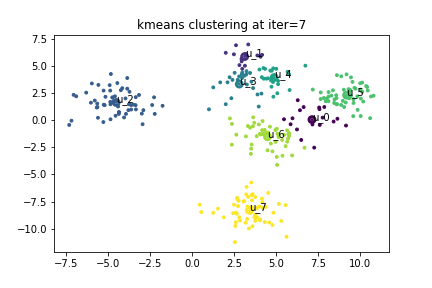 kmeans clustering at iter=7
7.5
5.0
2.5
0.0
−2.5
−5.0
−7.5
−10.0
u_1
u_4
u_3
u_5
u_2
u_0
u_6
u_7
−7.5 −5.0 −2.5 0.0 2.5 5.0 7.5 10.0